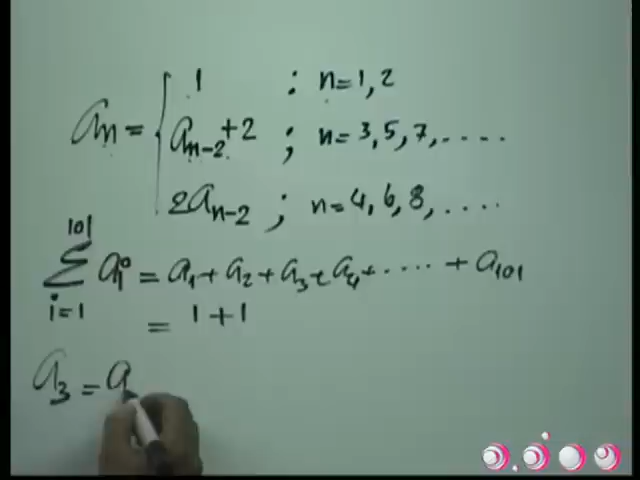 1 : n=1,2
aₙ = { aₙ₋₂+2 ; n=3,5,7,....
2aₙ₋₂ ; n=4,6,8,....
101
∑ aᵢ = a₁+a₂+a₃+a₄+....+a₁₀₁
i=1
= 1+1
a₃ = a